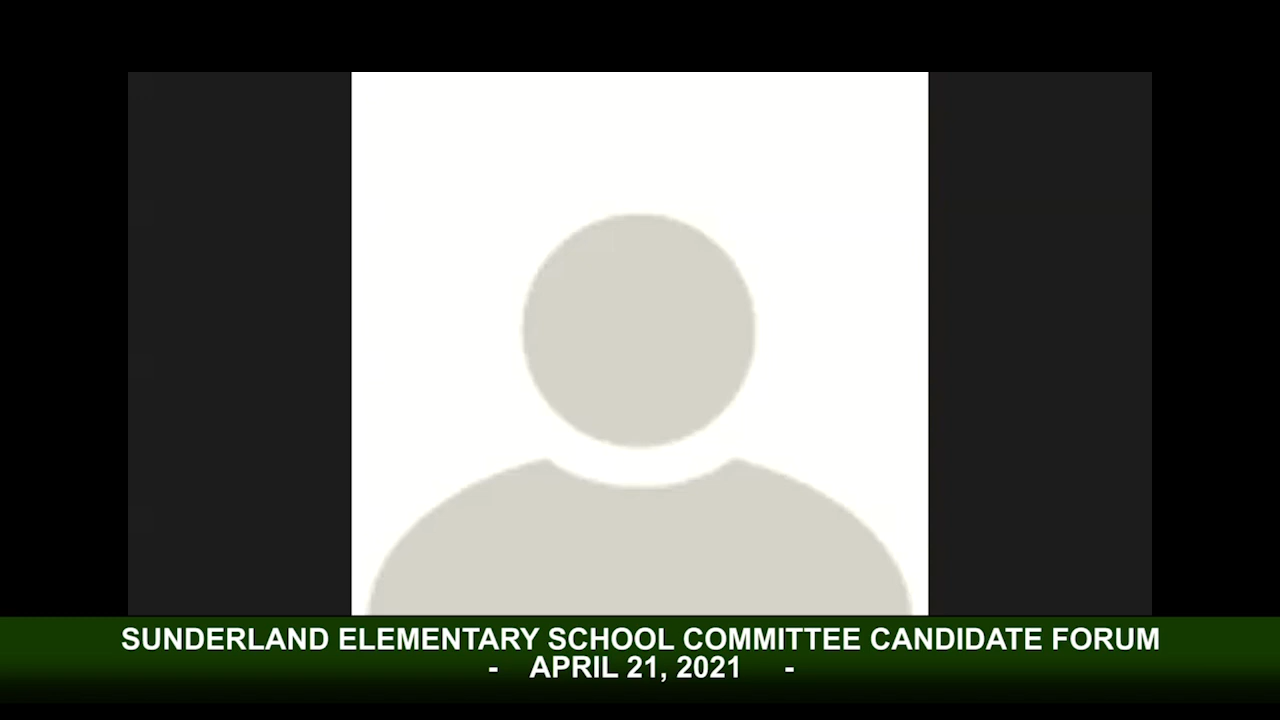 SUNDERLAND ELEMENTARY SCHOOL COMMITTEE CANDIDATE FORUM
- APRIL 21, 2021 -